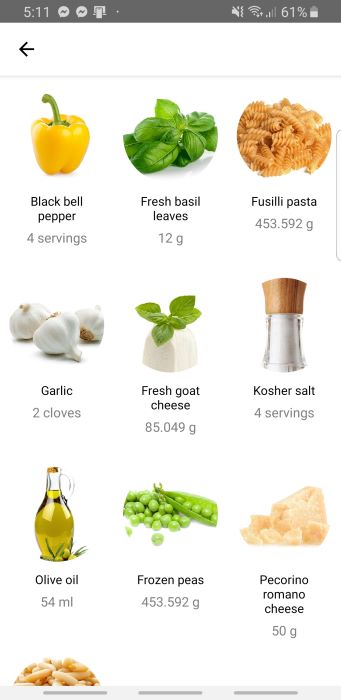 5:11
61%
Black bell
pepper
4 servings
Fresh basil
leaves
12 g
Fusilli pasta
453.592 g
Garlic
2 cloves
Fresh goat
cheese
85.049 g
Kosher salt
4 servings
Olive oil
54 ml
Frozen peas
453.592 g
Pecorino
romano
cheese
50 g